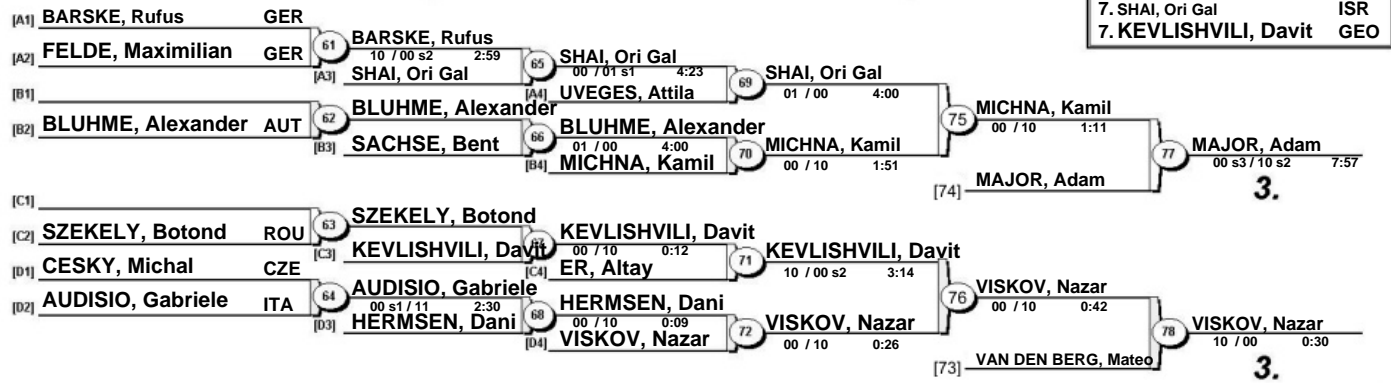 7. SHAI, Ori Gal ISR
7. KEVLISHVILI, Davit GEO
[A1] BARSKE, Rufus GER
[A2] FELDE, Maximilian GER
61
BARSKE, Rufus
10 / 00 s2 2:59
[A3] SHAI, Ori Gal
65
SHAI, Ori Gal
00 / 01 s1 4:23
[A4] UVEGES, Attila
69
SHAI, Ori Gal
01 / 00 4:00
[B1]
[B2] BLUHME, Alexander AUT
62
BLUHME, Alexander
[B3] SACHSE, Bent
66
BLUHME, Alexander
01 / 00 4:00
[B4] MICHNA, Kamil
70
MICHNA, Kamil
00 / 10 1:51
75
MICHNA, Kamil
00 / 10 1:11
[74] MAJOR, Adam
77
MAJOR, Adam
00 s3 / 10 s2 7:57
3.
[C1]
[C2] SZEKELY, Botond ROU
63
SZEKELY, Botond
[C3] KEVLISHVILI, Davit
KEVLISHVILI, Davit
00 / 10 0:12
[C4] ER, Altay
71
KEVLISHVILI, Davit
10 / 00 s2 3:14
[D1] CESKY, Michal CZE
[D2] AUDISIO, Gabriele ITA
64
AUDISIO, Gabriele
00 s1 / 11 2:30
[D3] HERMSEN, Dani
68
HERMSEN, Dani
00 / 10 0:09
[D4] VISKOV, Nazar
72
VISKOV, Nazar
00 / 10 0:26
76
VISKOV, Nazar
00 / 10 0:42
[73] VAN DEN BERG, Mateo
78
VISKOV, Nazar
10 / 00 0:30
3.